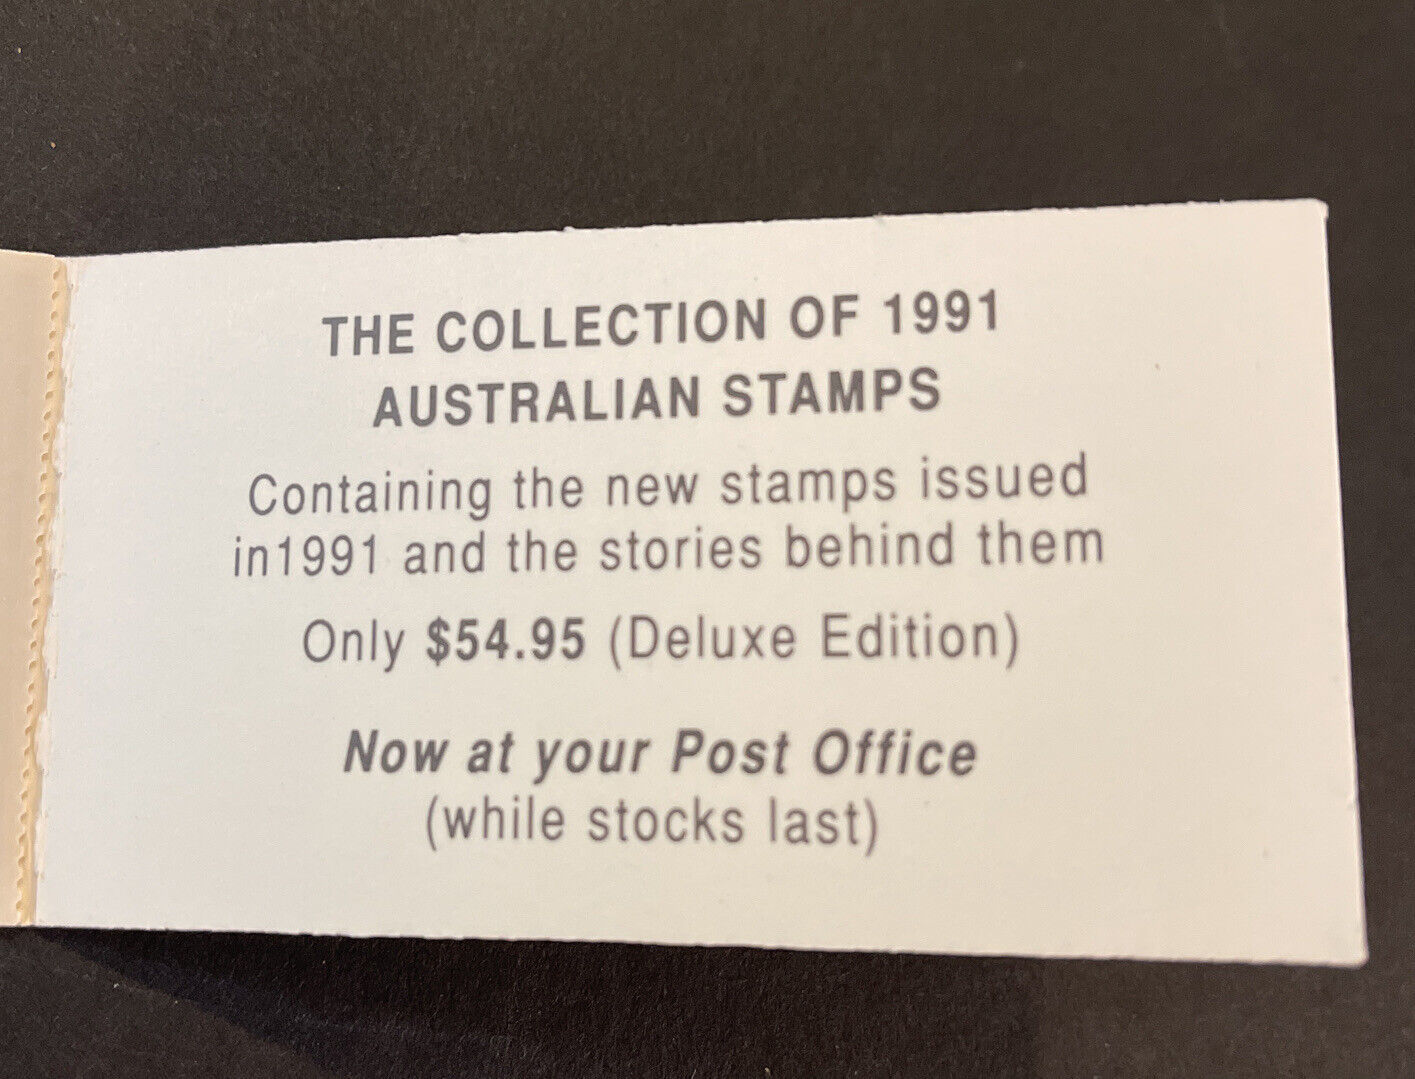 THE COLLECTION OF 1991
AUSTRALIAN STAMPS
Containing the new stamps issued
in1991 and the stories behind them
Only $54.95 (Deluxe Edition)
Now at your Post Office
(while stocks last)